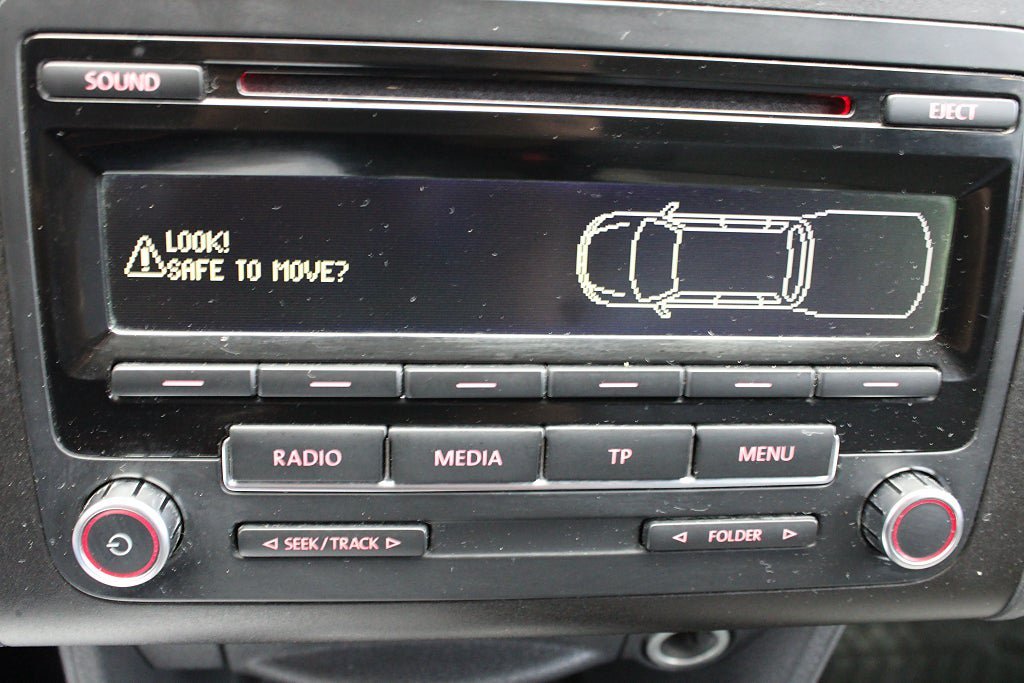 SOUND
EJECT
LOOK!
SAFE TO MOVE?
RADIO
MEDIA
TP
MENU
SEEK/TRACK
FOLDER